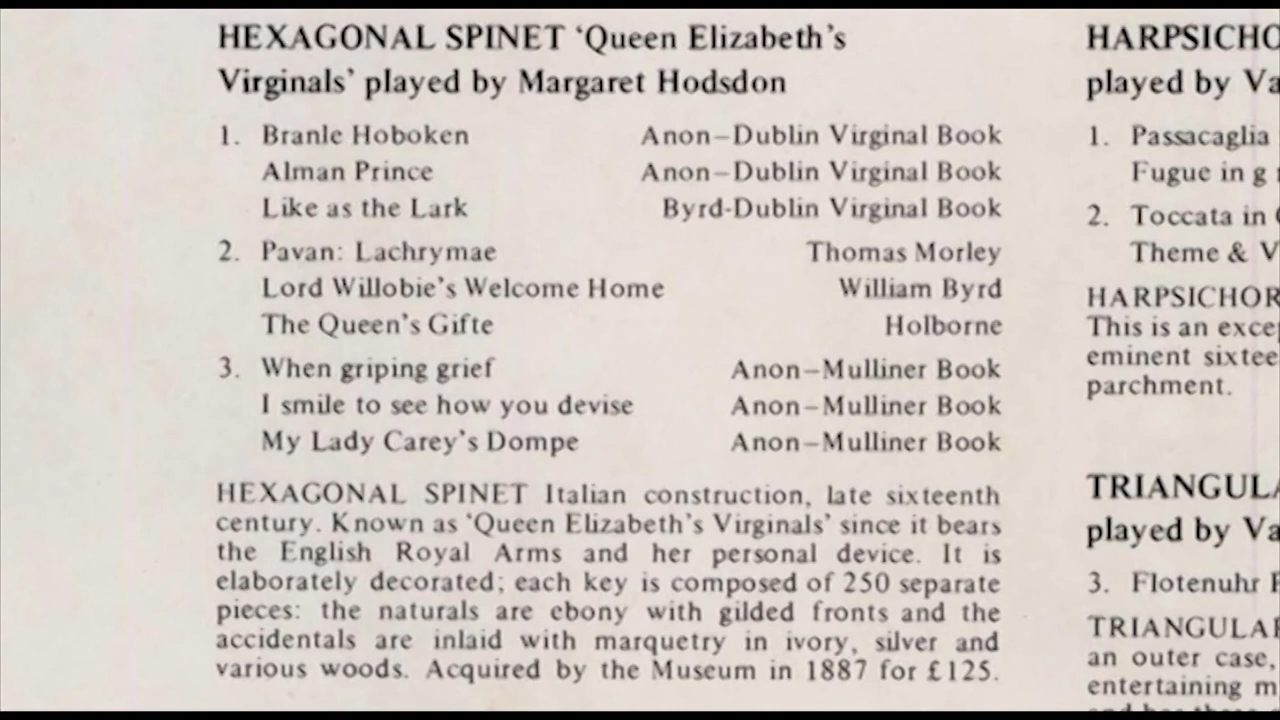 HEXAGONAL SPINET ‘Queen Elizabeth’s
Virginals’ played by Margaret Hodsdon
1. Branle Hoboken Anon–Dublin Virginal Book
Alman Prince Anon–Dublin Virginal Book
Like as the Lark Byrd-Dublin Virginal Book
2. Pavan: Lachrymae Thomas Morley
Lord Willobie’s Welcome Home William Byrd
The Queen’s Gifte Holborne
3. When griping grief Anon–Mulliner Book
I smile to see how you devise Anon–Mulliner Book
My Lady Carey’s Dompe Anon–Mulliner Book
HEXAGONAL SPINET Italian construction, late sixteenth
century. Known as ‘Queen Elizabeth’s Virginals’ since it bears
the English Royal Arms and her personal device. It is
elaborately decorated; each key is composed of 250 separate
pieces: the naturals are ebony with gilded fronts and the
accidentals are inlaid with marquetry in ivory, silver and
various woods. Acquired by the Museum in 1887 for £125.
HARPSICHO
played by Va
1. Passacaglia
Fugue in g
2. Toccata in
Theme & V
HARPSICHOR
This is an exce
eminent sixtee
parchment.
TRIANGULA
played by Va
3. Flotenuhr
TRIANGULAR
an outer case,
entertaining m